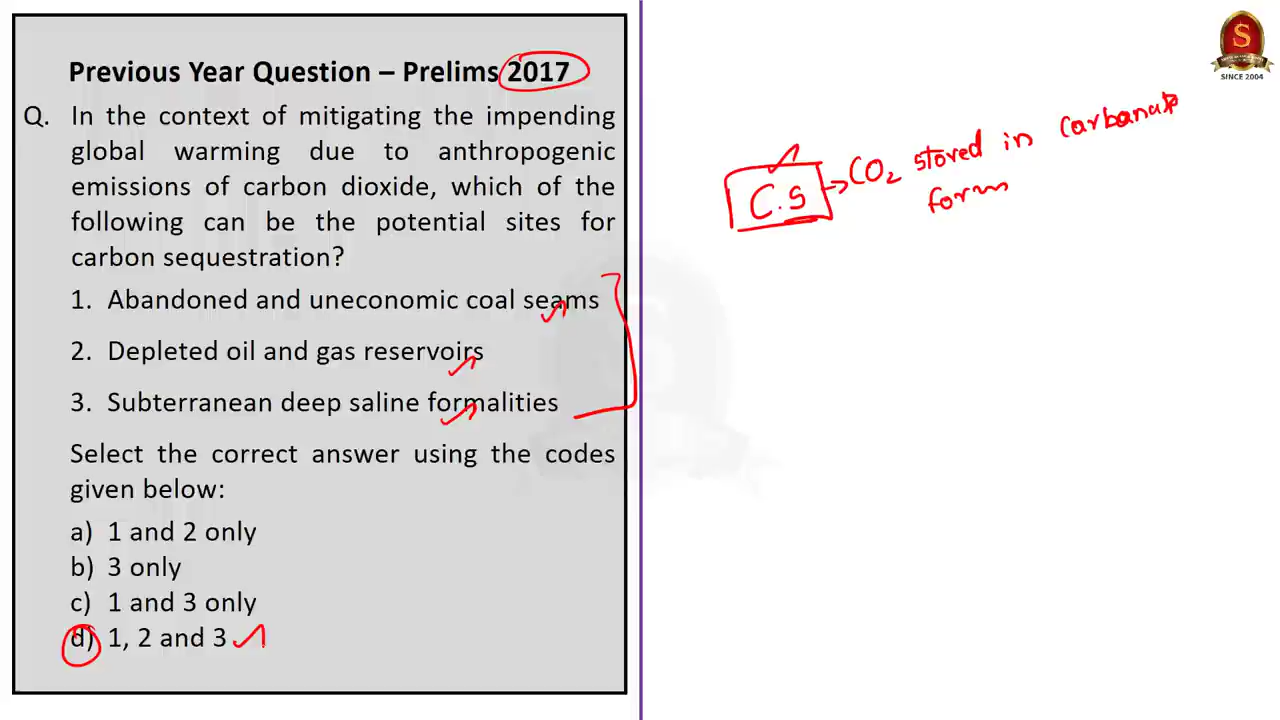 Previous Year Question – Prelims 2017
Q. In the context of mitigating the impending
global warming due to anthropogenic
emissions of carbon dioxide, which of the
following can be the potential sites for
carbon sequestration?
1. Abandoned and uneconomic coal seams
2. Depleted oil and gas reservoirs
3. Subterranean deep saline formalities
Select the correct answer using the codes
given below:
a) 1 and 2 only
b) 3 only
c) 1 and 3 only
d) 1, 2 and 3
S
SINCE 2004
C.S → CO₂ stored in
form